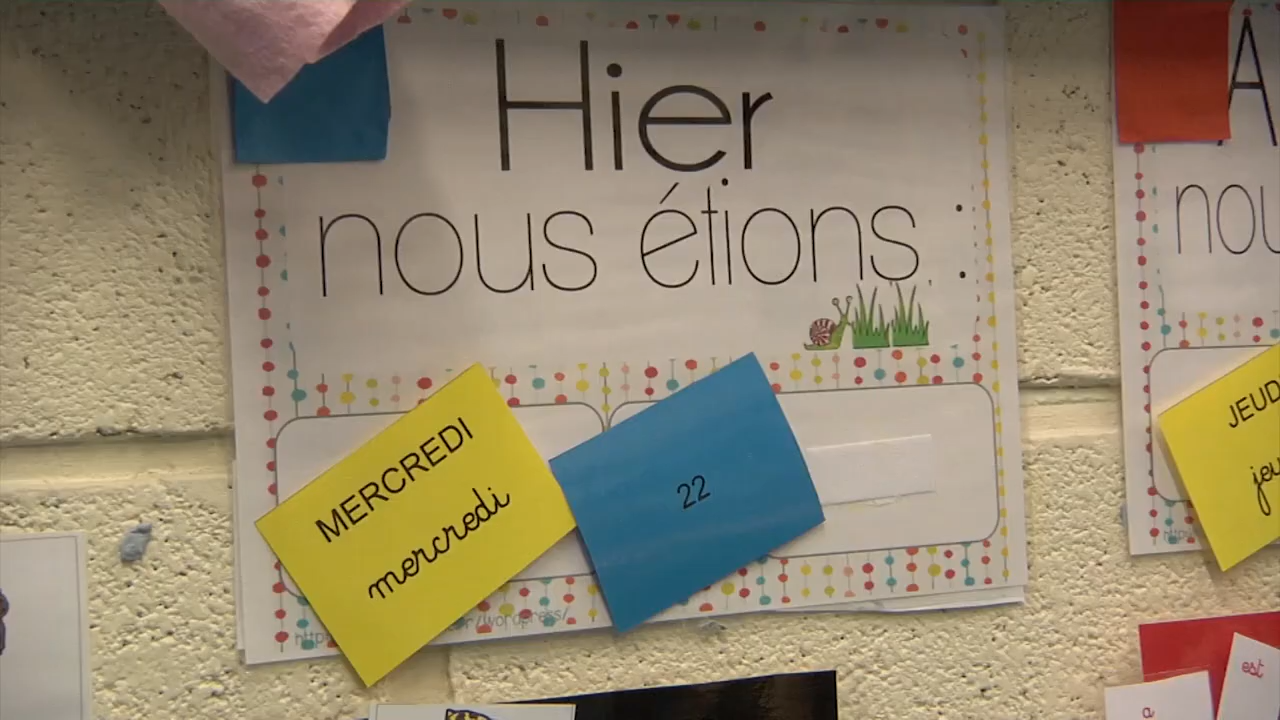 Hier
nous étions :
MERCREDI
mercredi
22
A
nou
JEUD
jeu
est
a